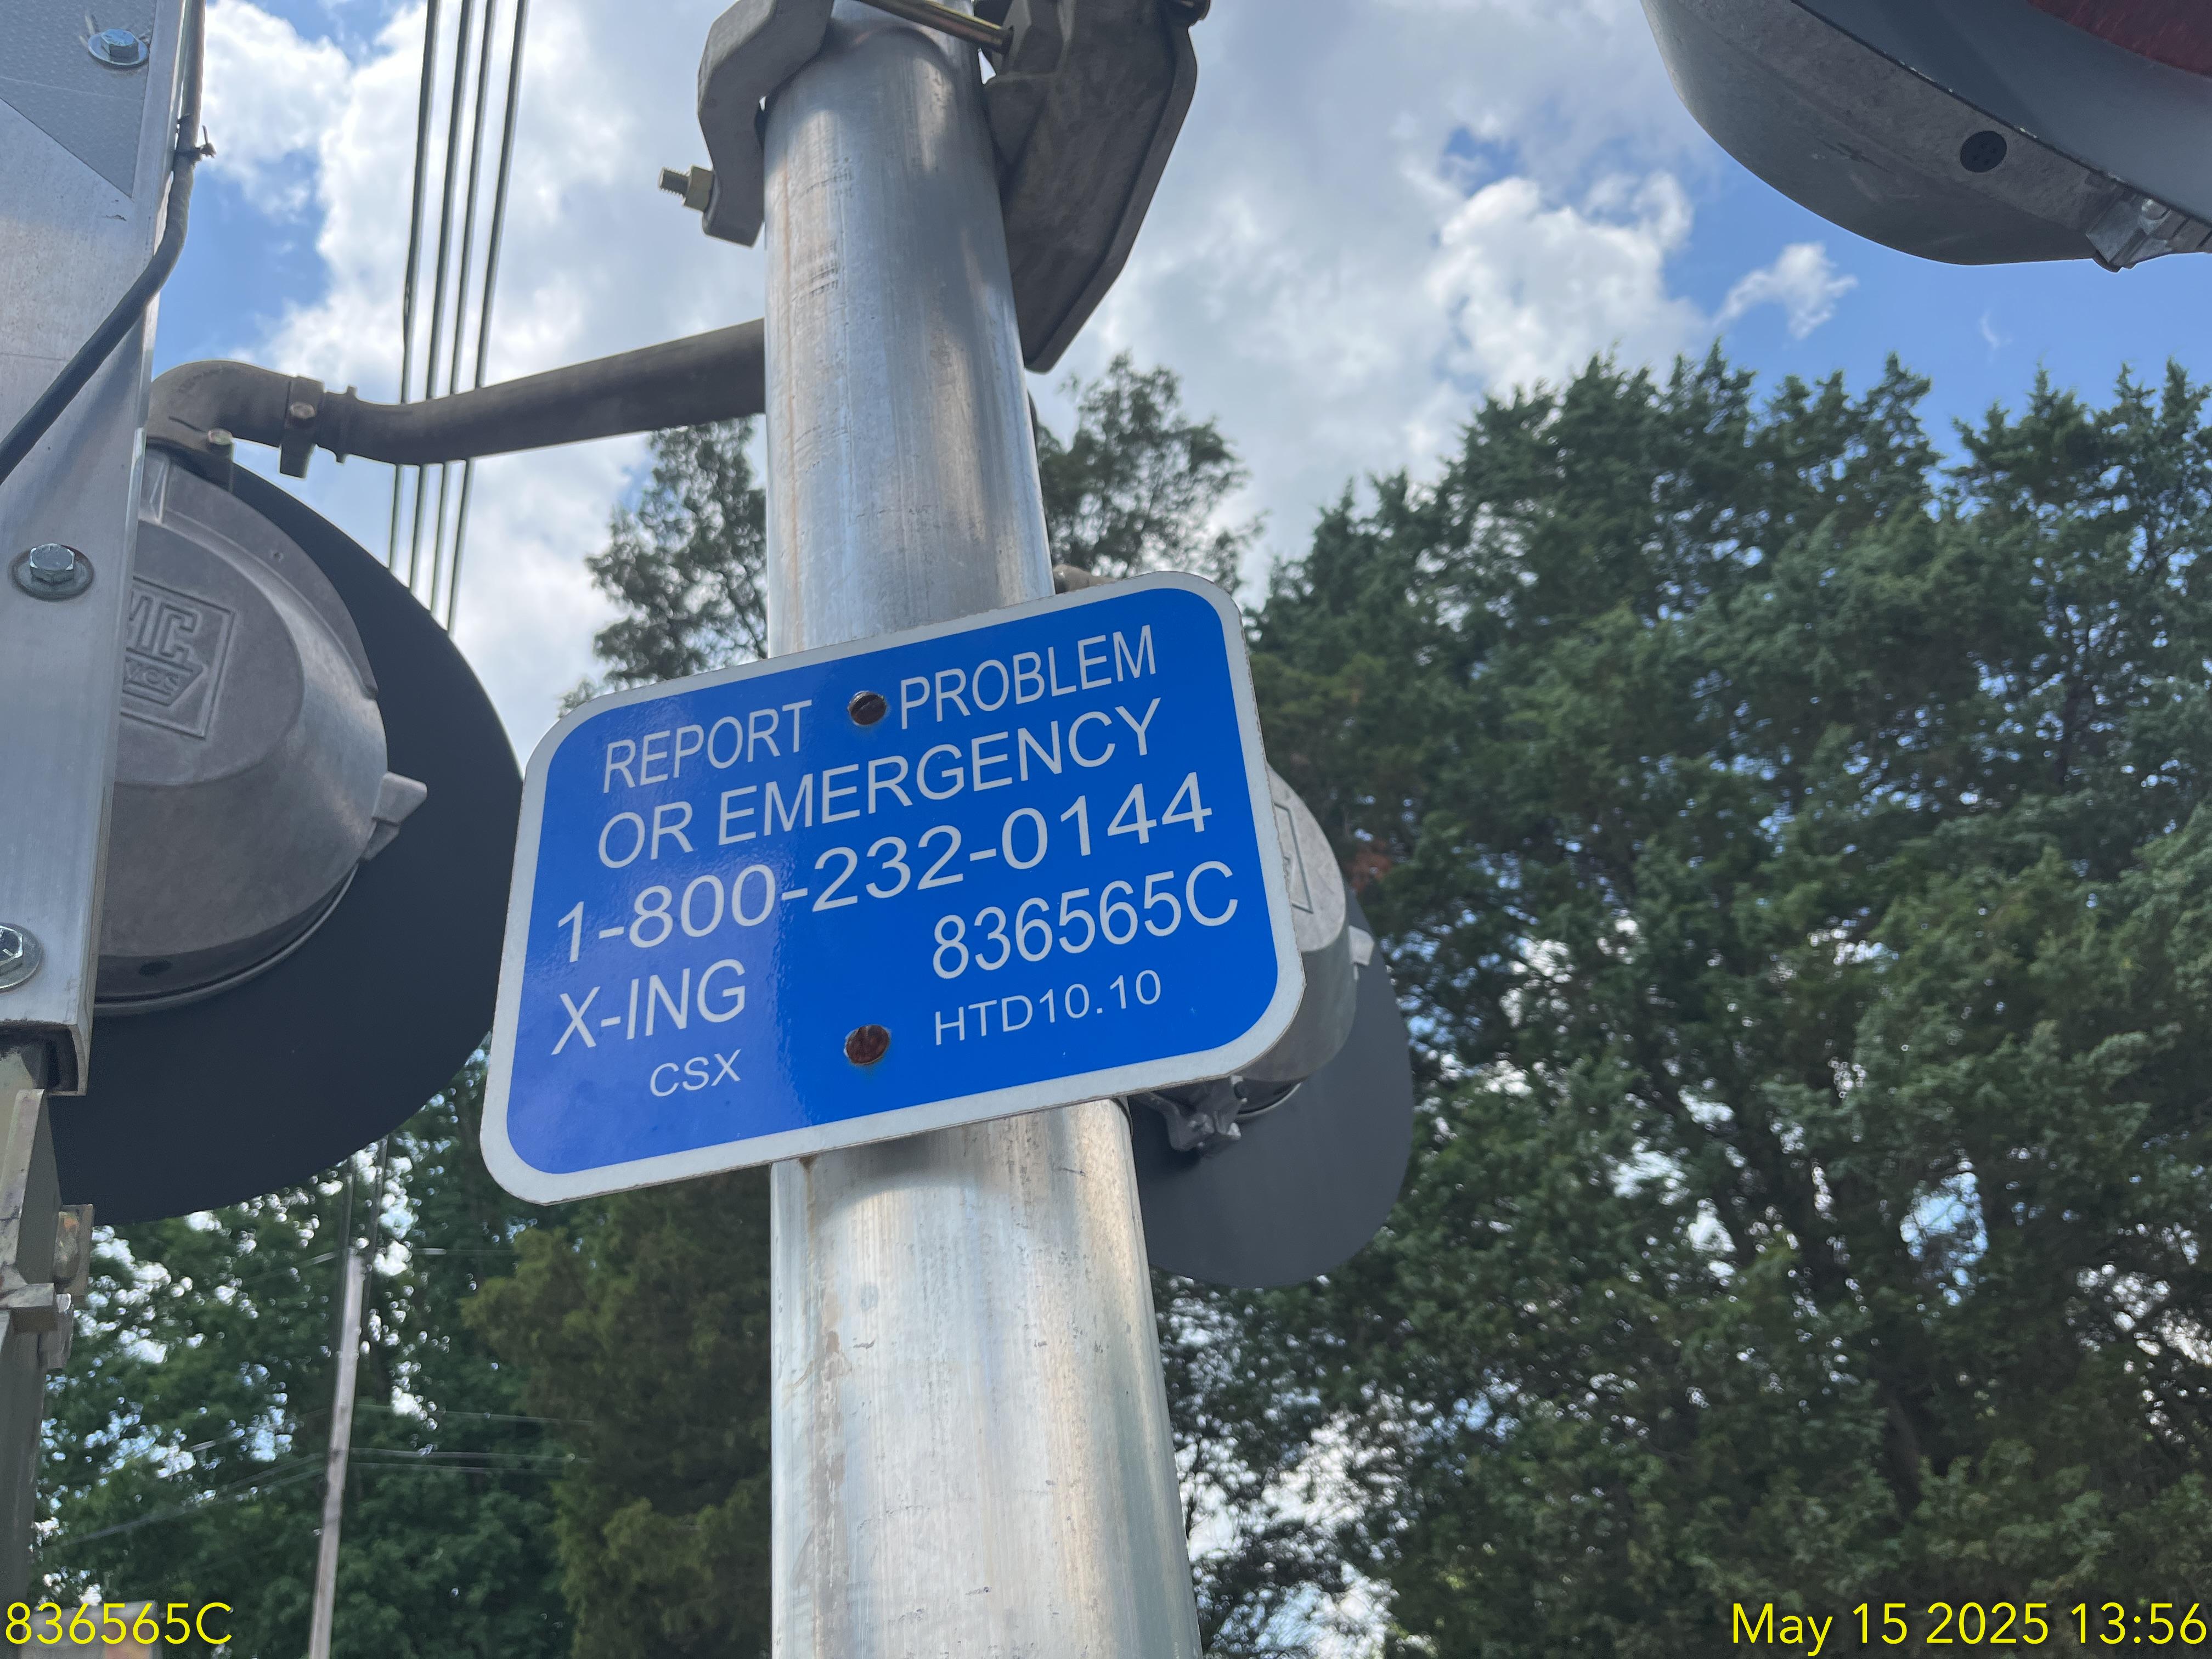 REPORT PROBLEM
OR EMERGENCY
1-800-232-0144
X-ING 836565C
CSX HTD10.10
836565C
May 15 2025 13:56